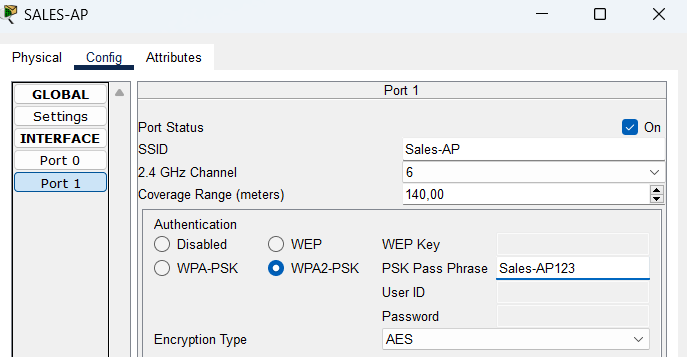 SALES-AP
Physical Config Attributes
GLOBAL
Settings
INTERFACE
Port 0
Port 1
Port 1
Port Status On
SSID Sales-AP
2.4 GHz Channel 6
Coverage Range (meters) 140,00
Authentication
Disabled WEP WEP Key
WPA-PSK WPA2-PSK PSK Pass Phrase Sales-AP123
User ID
Password
Encryption Type AES